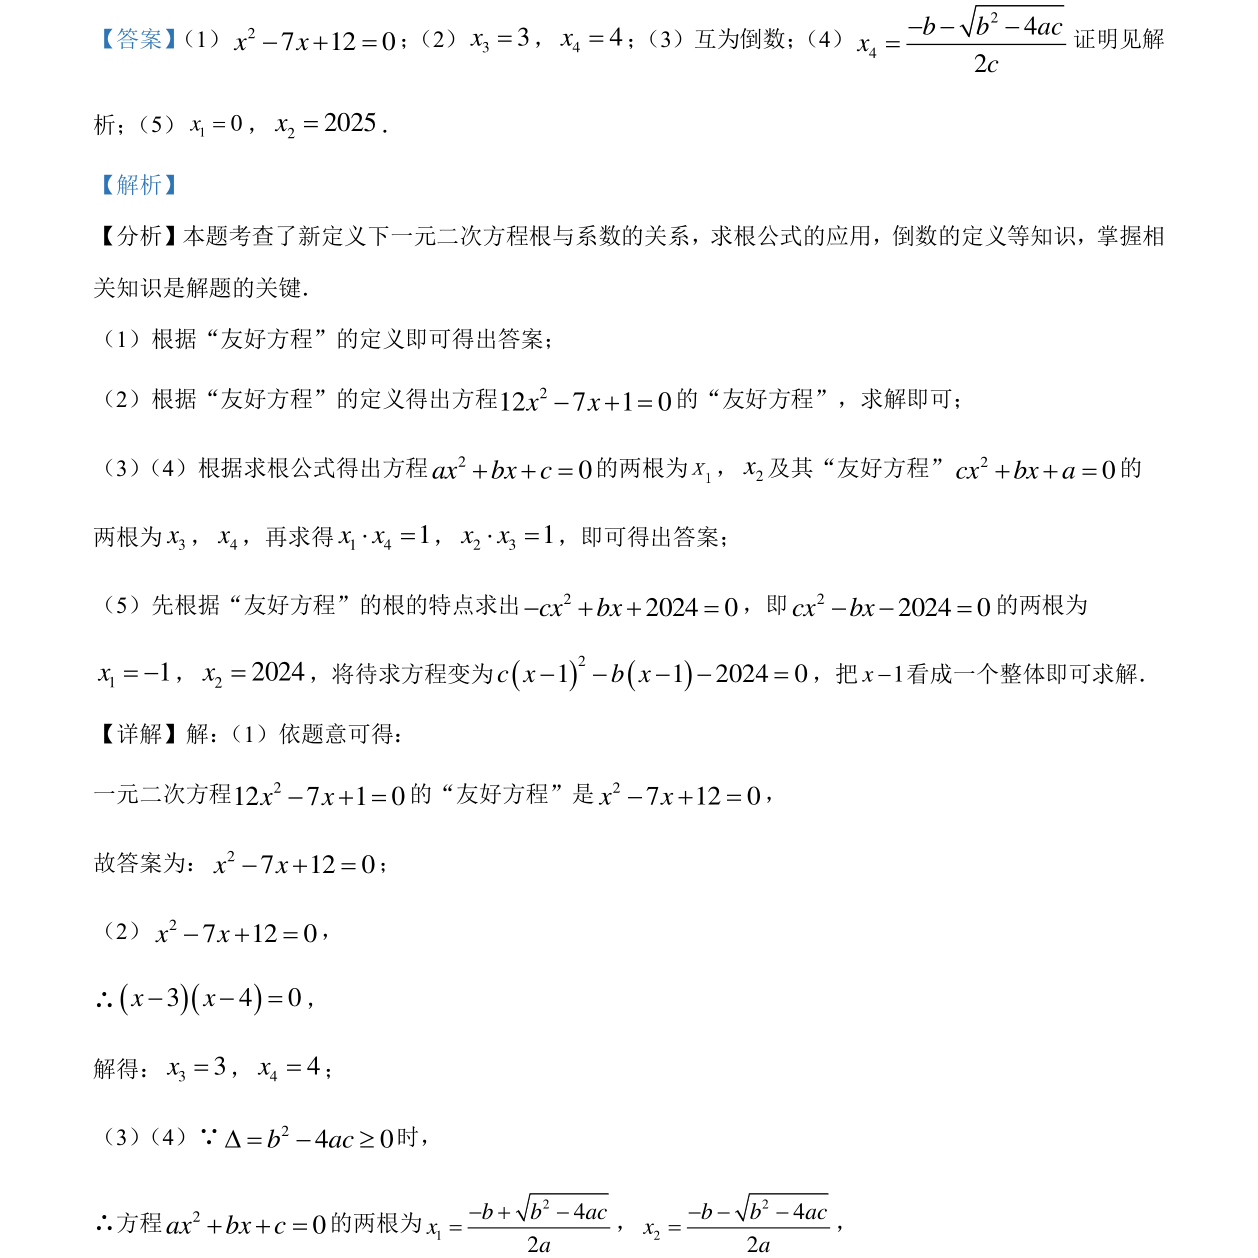 【答案】（1）x² − 7x + 12 = 0；（2）x₃ = 3，x₄ = 4；（3）互为倒数；（4）x₄ = (−b − √(b² − 4ac))/(2c) 证明见解
析；（5）x₁ = 0，x₂ = 2025．
【解析】
【分析】本题考查了新定义下一元二次方程根与系数的关系，求根公式的应用，倒数的定义等知识，掌握相
关知识是解题的关键．
（1）根据“友好方程”的定义即可得出答案；
（2）根据“友好方程”的定义得出方程12x² − 7x + 1 = 0的“友好方程”，求解即可；
（3）（4）根据求根公式得出方程ax² + bx + c = 0的两根为x₁，x₂及其“友好方程”cx² + bx + a = 0的
两根为x₃，x₄，再求得x₁·x₄ = 1，x₂·x₃ = 1，即可得出答案；
（5）先根据“友好方程”的根的特点求出−cx² + bx + 2024 = 0，即cx² − bx − 2024 = 0的两根为
x₁ = −1，x₂ = 2024，将待求方程变为c(x − 1)² − b(x − 1) − 2024 = 0，把x − 1看成一个整体即可求解．
【详解】解：（1）依题意可得：
一元二次方程12x² − 7x + 1 = 0的“友好方程”是x² − 7x + 12 = 0，
故答案为：x² − 7x + 12 = 0；
（2）x² − 7x + 12 = 0，
∴(x − 3)(x − 4) = 0，
解得：x₃ = 3，x₄ = 4；
（3）（4）∵Δ = b² − 4ac ≥ 0时，
∴方程ax² + bx + c = 0的两根为x₁ = (−b + √(b² − 4ac))/(2a)，x₂ = (−b − √(b² − 4ac))/(2a)，